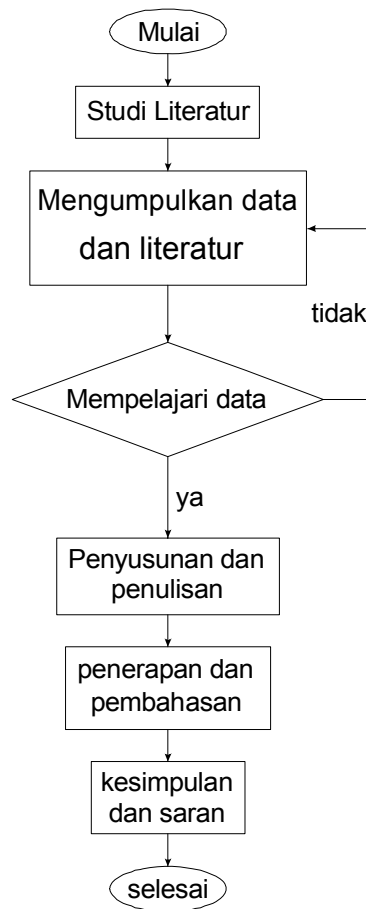 Mulai
Studi Literatur
Mengumpulkan data
dan literatur
tidak
Mempelajari data
ya
Penyusunan dan
penulisan
penerapan dan
pembahasan
kesimpulan
dan saran
selesai